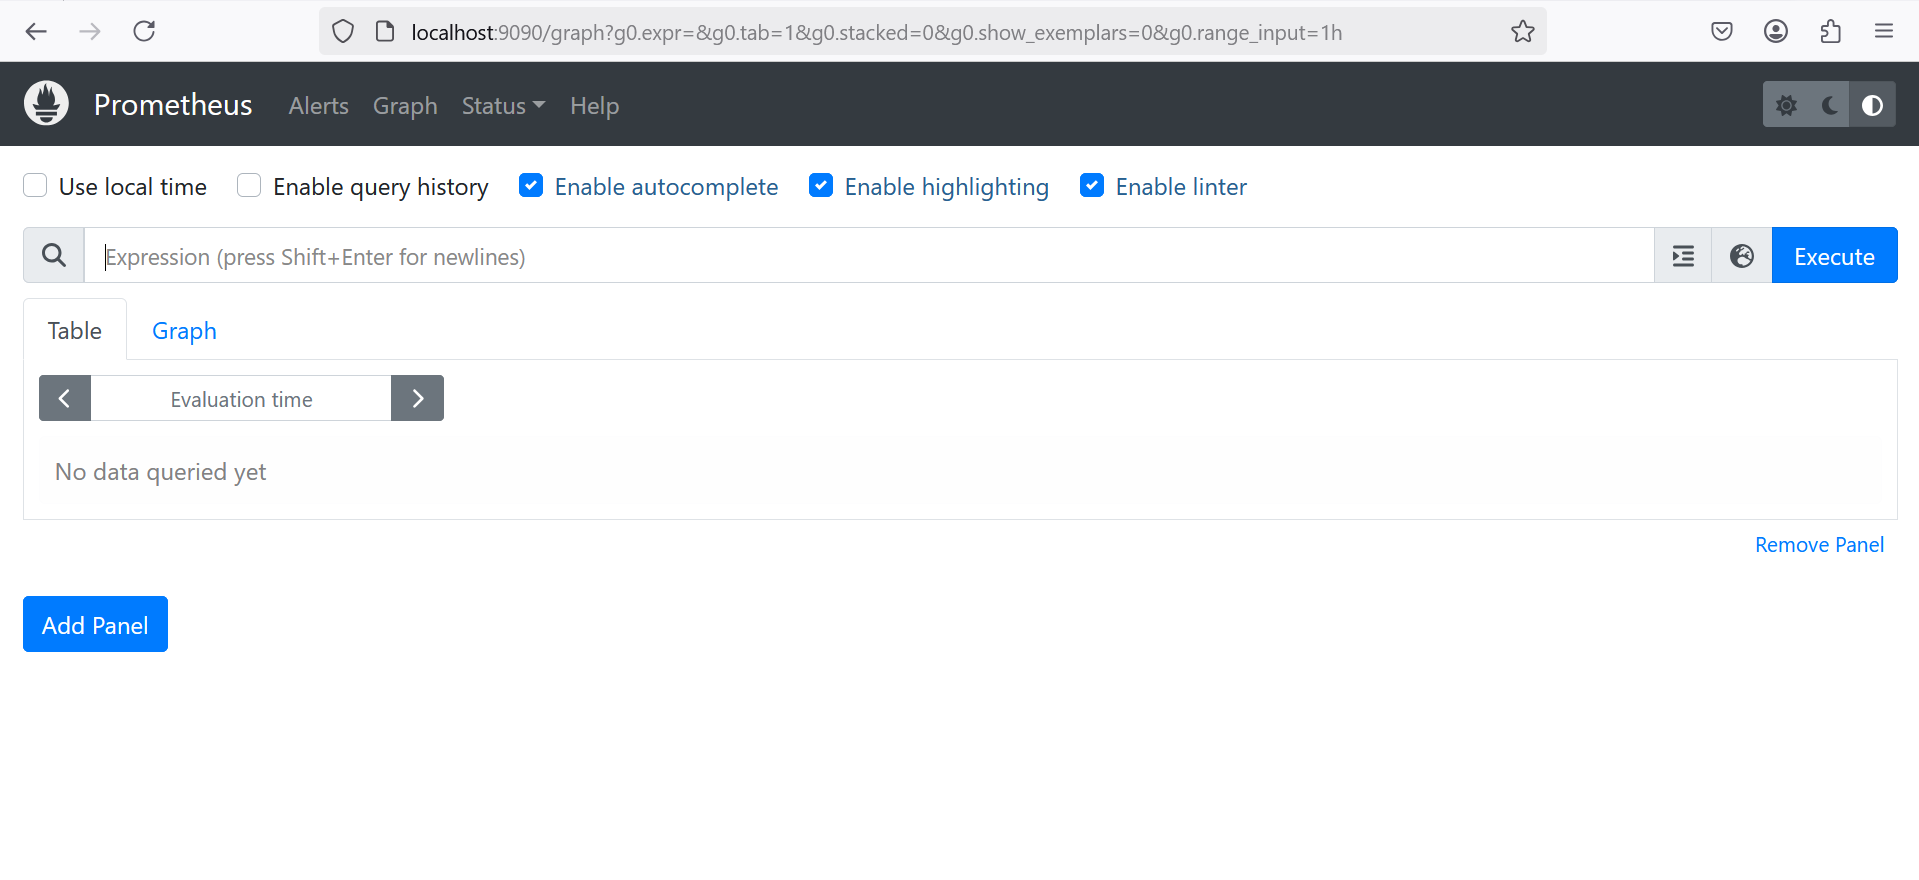 localhost:9090/graph?g0.expr=&g0.tab=1&g0.stacked=0&g0.show_exemplars=0&g0.range_input=1h
Prometheus Alerts Graph Status Help
Use local time Enable query history Enable autocomplete Enable highlighting Enable linter
Expression (press Shift+Enter for newlines) Execute
Table Graph
Evaluation time
No data queried yet
Remove Panel
Add Panel